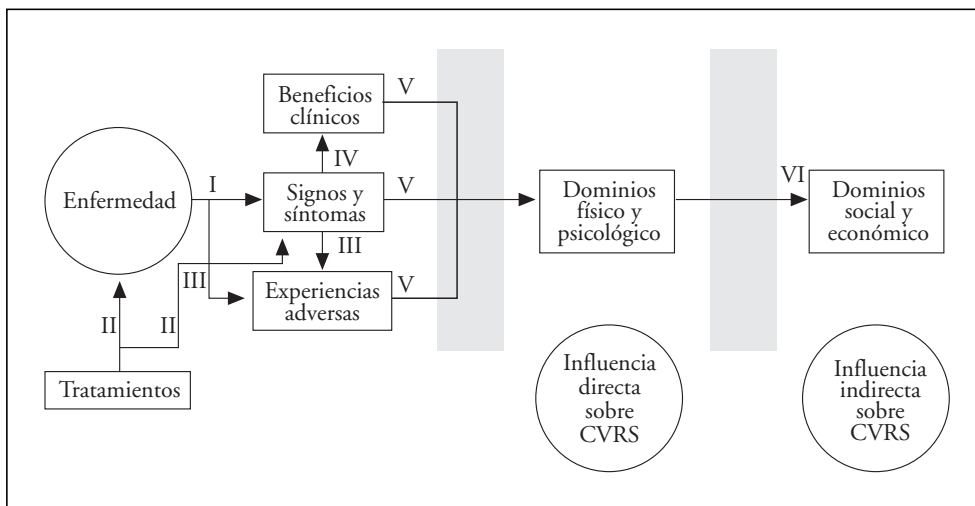 Beneficios
clínicos
V
IV
Enfermedad
I
Signos y
síntomas
V
III
III
Experiencias
adversas
V
II
II
Tratamientos
Dominios
físico y
psicológico
VI
Dominios
social y
económico
Influencia
directa
sobre
CVRS
Influencia
indirecta
sobre
CVRS